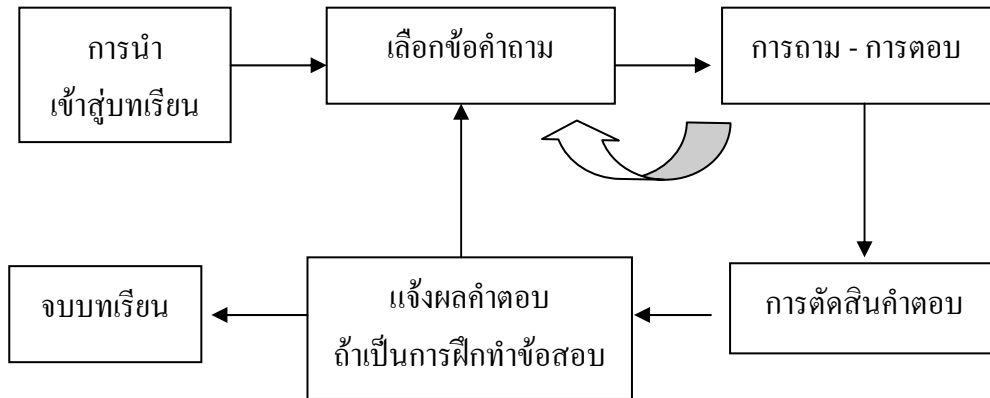 การนำ
เข้าสู่บทเรียน
เลือกข้อคำถาม
การถาม - การตอบ
จบบทเรียน
แจ้งผลคำตอบ
ถ้าเป็นการฝึกทำข้อสอบ
การตัดสินคำตอบ